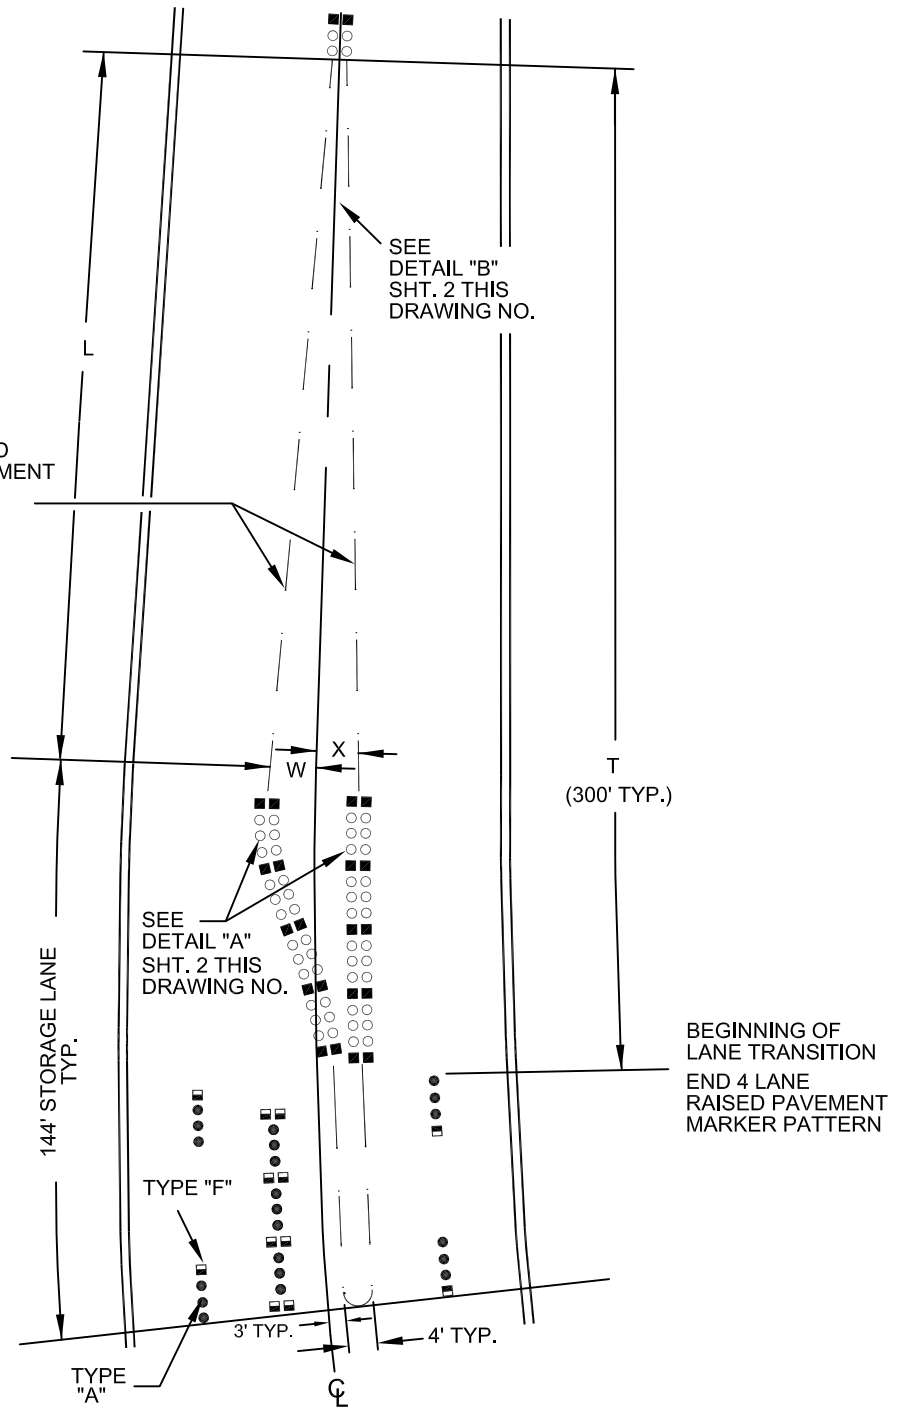 SEE
DETAIL "B"
SHT. 2 THIS
DRAWING NO.
L
MENT
X
W
T
(300' TYP.)
SEE
DETAIL "A"
SHT. 2 THIS
DRAWING NO.
144' STORAGE LANE
TYP.
BEGINNING OF
LANE TRANSITION
END 4 LANE
RAISED PAVEMENT
MARKER PATTERN
TYPE "F"
3' TYP.
4' TYP.
TYPE
"A"
CL